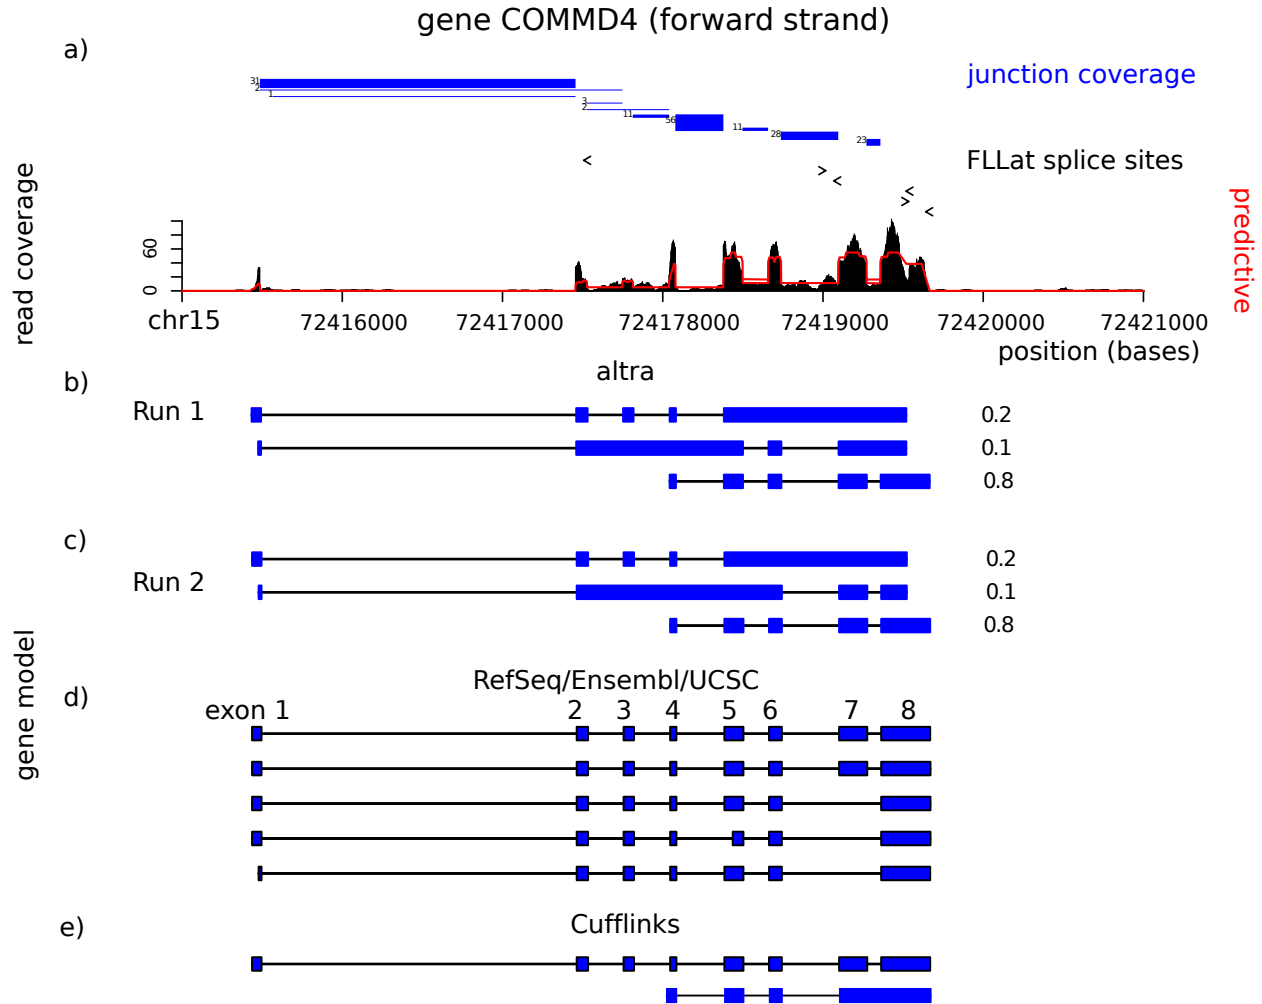 gene COMMD4 (forward strand)
a)
junction coverage
31
2
1
3
2
11
56
11
28
23
FLLat splice sites
read coverage
60
0
predictive
chr15
72416000 72417000 72418000 72419000 72420000 72421000
position (bases)
b)
altra
Run 1
0.2
0.1
0.8
c)
Run 2
0.2
0.1
0.8
gene model
d)
RefSeq/Ensembl/UCSC
exon 1 2 3 4 5 6 7 8
e)
Cufflinks